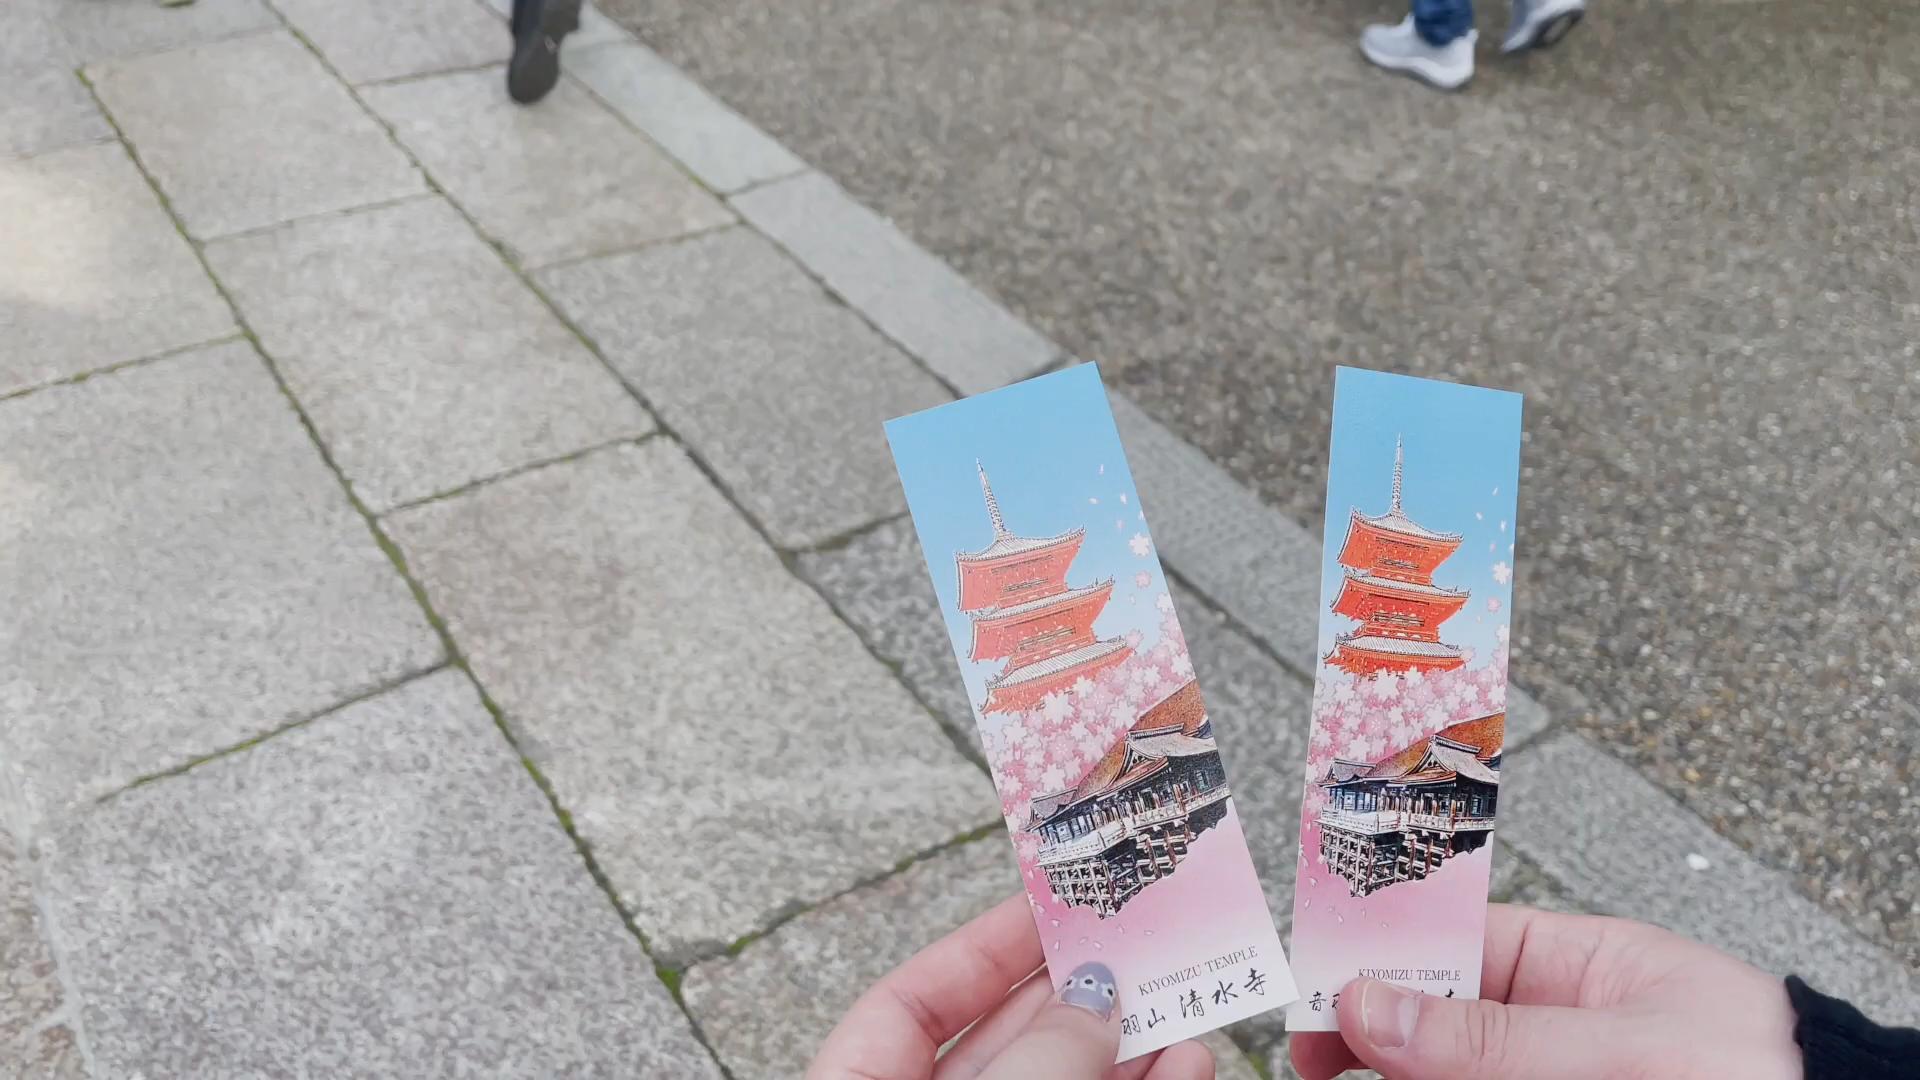 KIYOMIZU TEMPLE
羽山 清水寺
KIYOMIZU TEMPLE
音